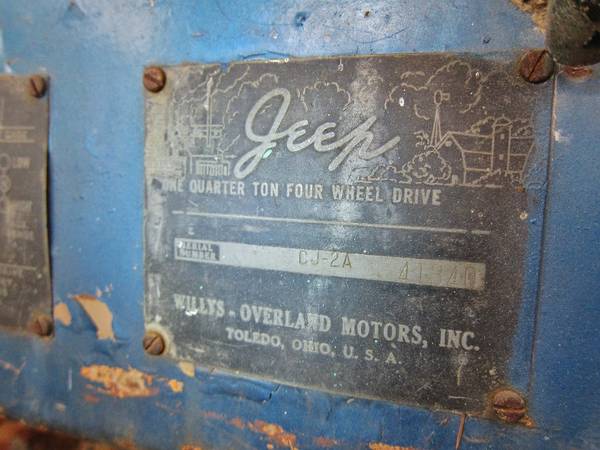 Jeep
ONE QUARTER TON FOUR WHEEL DRIVE
SERIAL
NUMBER
CJ-2A
WILLYS-OVERLAND MOTORS, INC.
TOLEDO, OHIO, U. S. A.